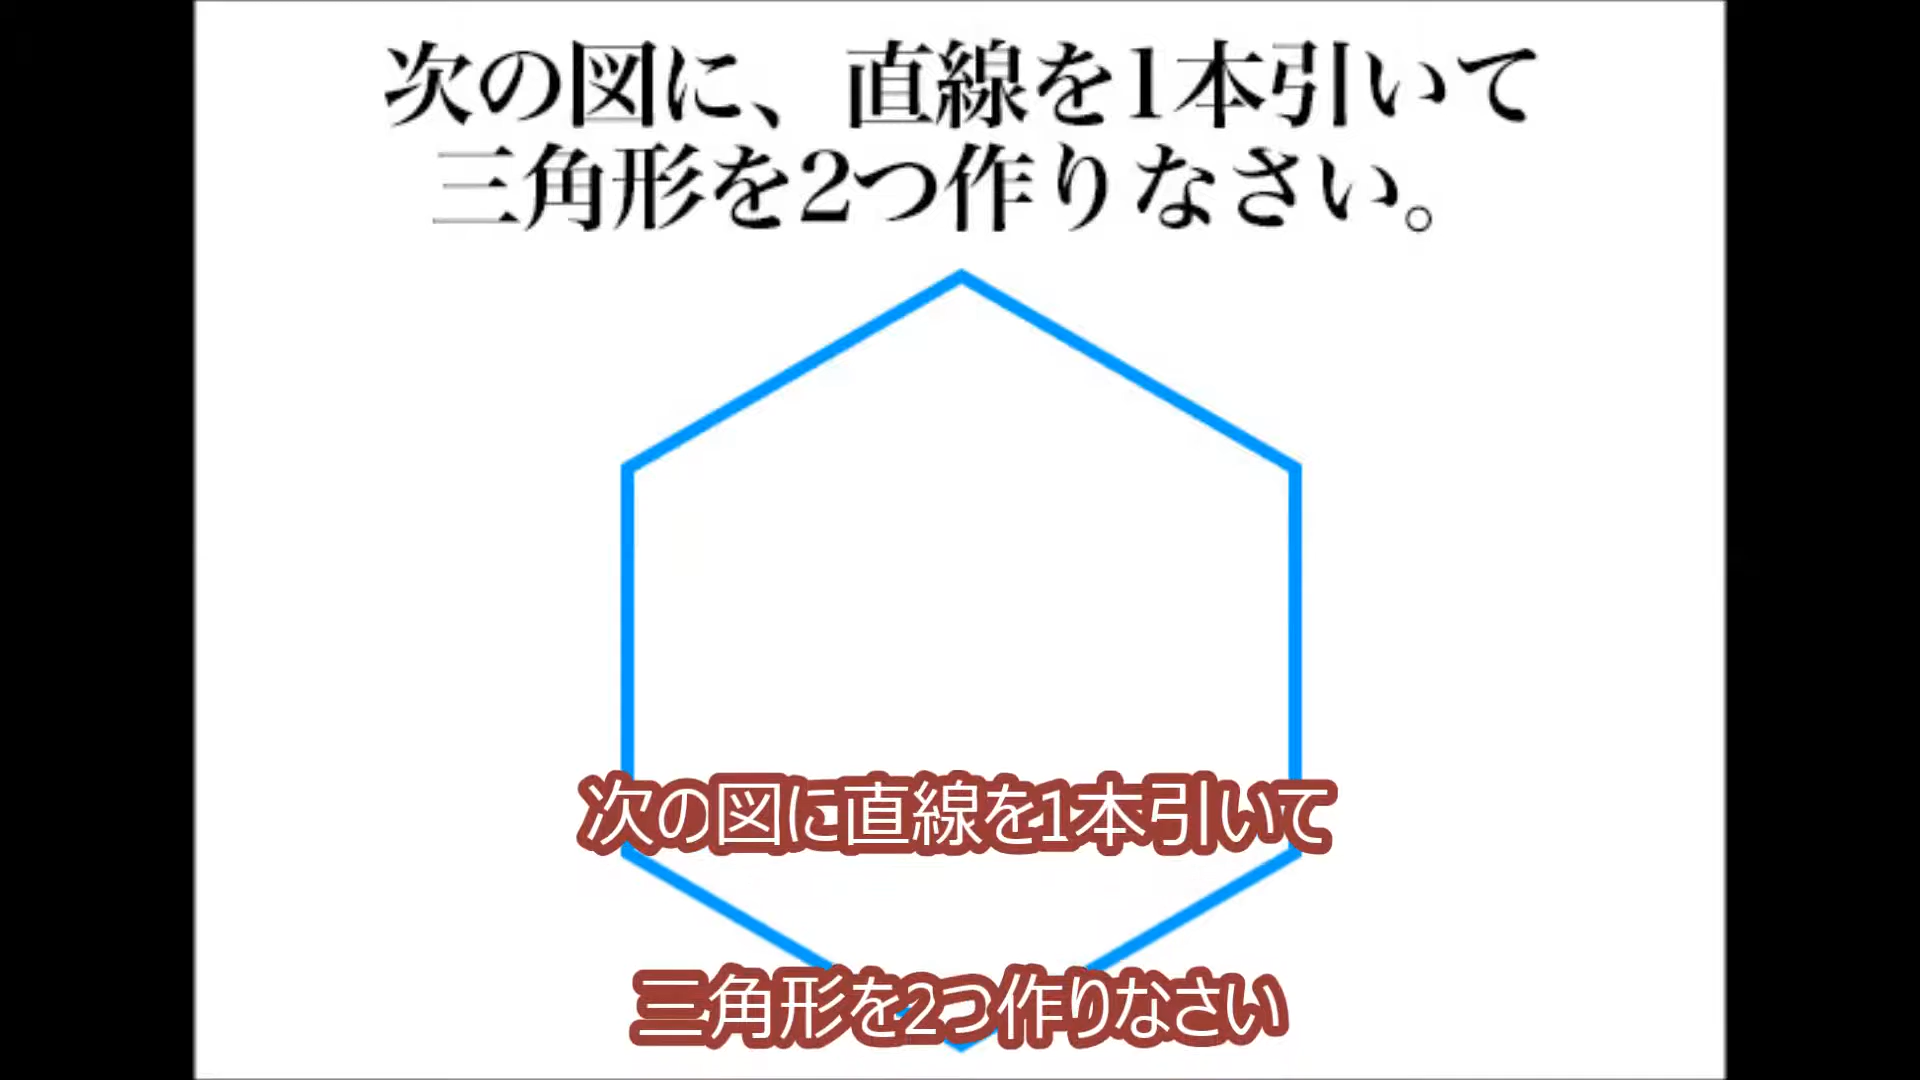 次の図に、直線を1本引いて
三角形を2つ作りなさい。
次の図に直線を1本引いて
三角形を2つ作りなさい